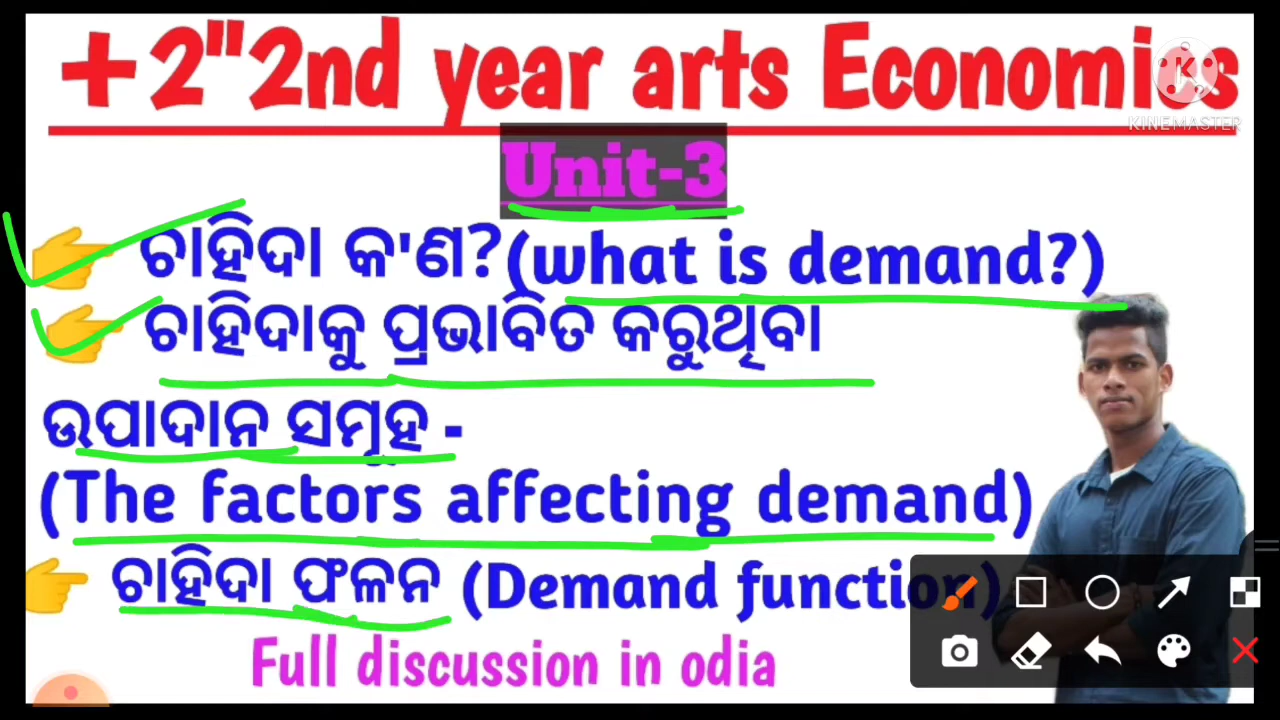 +2"2nd year arts Economics
KINEMASTER
Unit-3
ଚାହିଦା କ'ଣ?(what is demand?)
ଚାହିଦାକୁ ପ୍ରଭାବିତ କରୁଥିବା
ଉପାଦାନ ସମୁହ -
(The factors affecting demand)
ଚାହିଦା ଫଳନ (Demand function)
Full discussion in odia